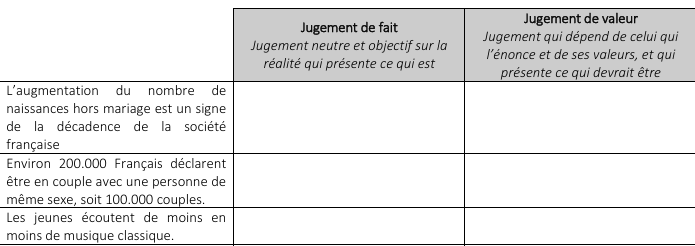 Jugement de fait
Jugement neutre et objectif sur la
réalité qui présente ce qui est
Jugement de valeur
Jugement qui dépend de celui qui
l'énonce et de ses valeurs, et qui
présente ce qui devrait être
L'augmentation du nombre de
naissances hors mariage est un signe
de la décadence de la société
française
Environ 200.000 Français déclarent
être en couple avec une personne de
même sexe, soit 100.000 couples.
Les jeunes écoutent de moins en
moins de musique classique.